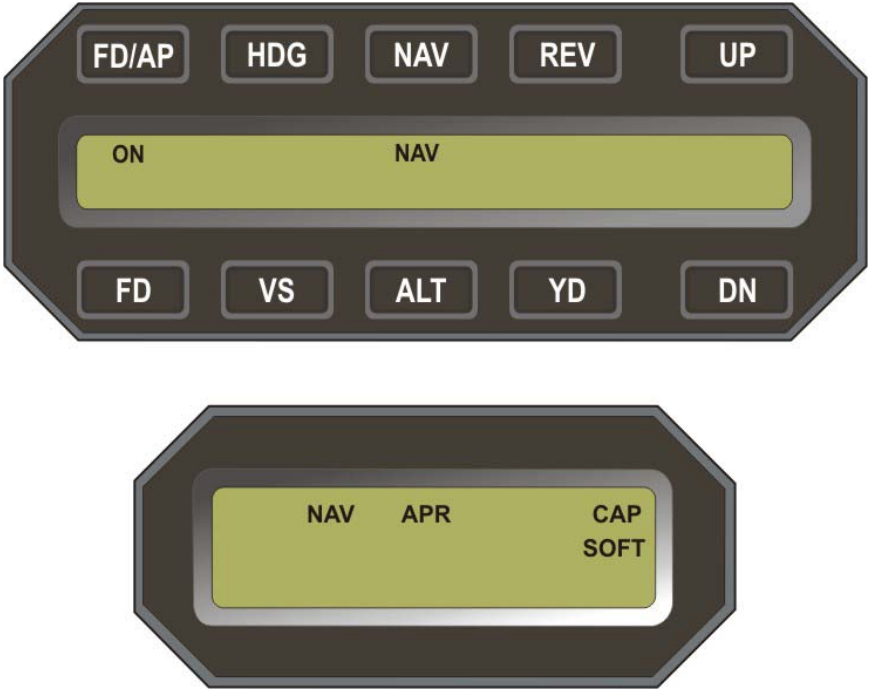 FD/AP HDG NAV REV UP
ON NAV
FD VS ALT YD DN
NAV APR CAP
SOFT